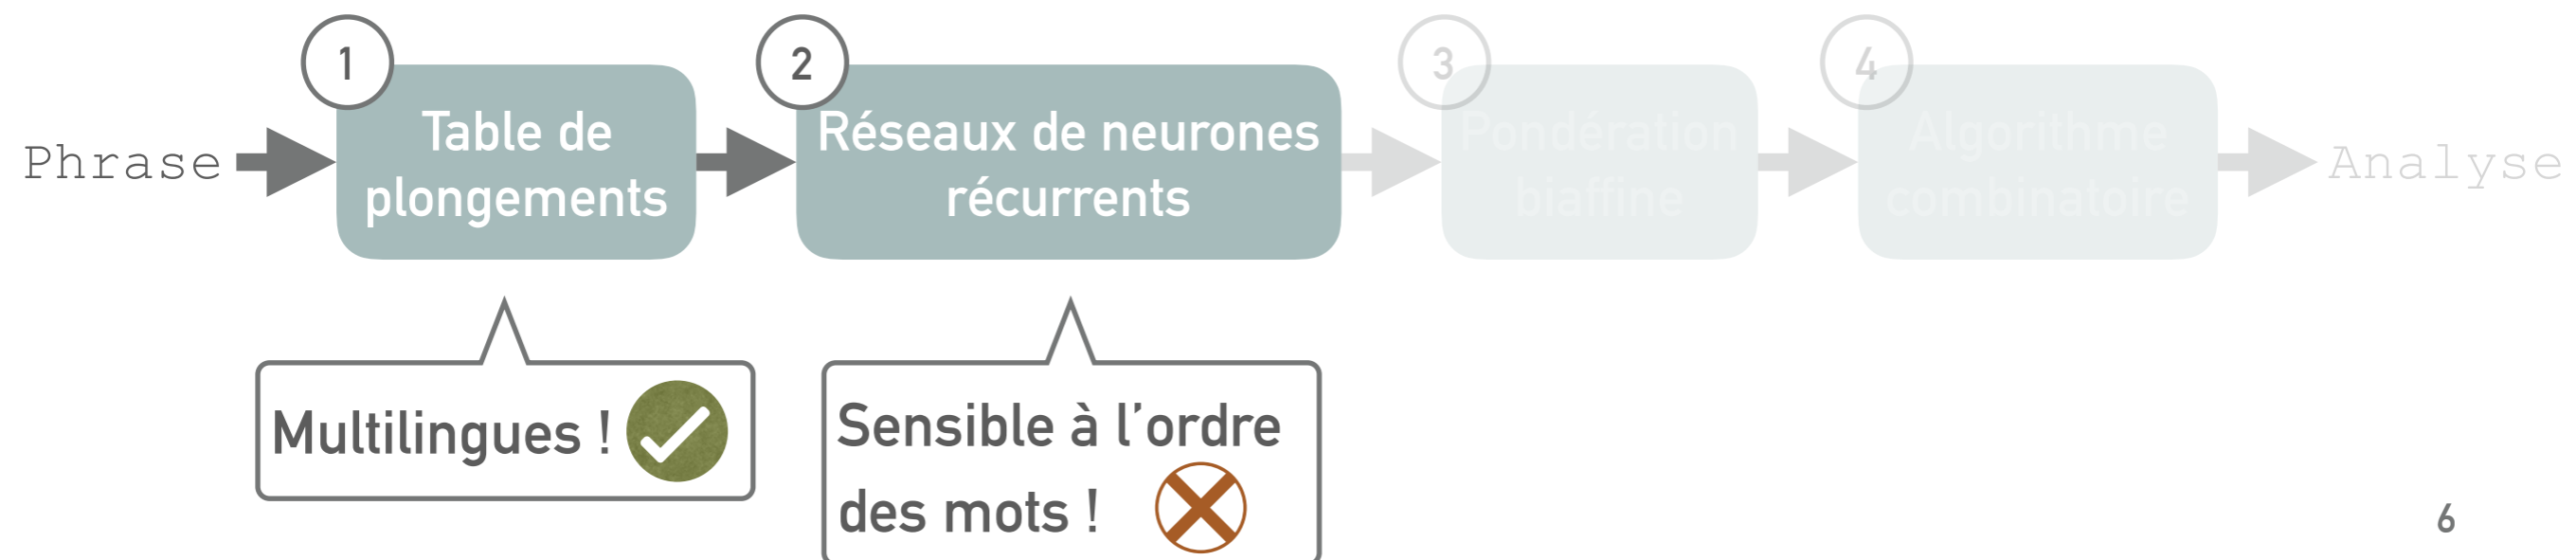 1
2
3
4
Phrase
Table de
plongements
Réseaux de neurones
récurrents
Pondération
biaffine
Algorithme
combinatoire
Analyse
Multilingues !
Sensible à l’ordre
des mots !
6